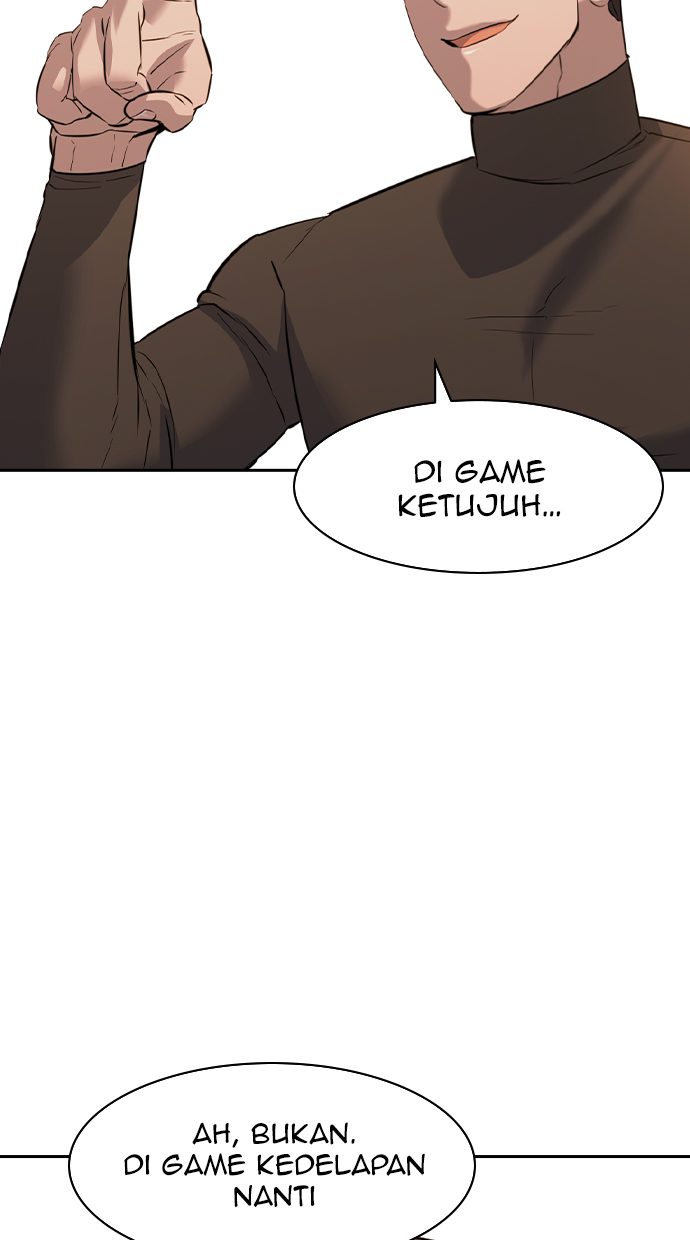 DI GAME
KETUJUH...
AH, BUKAN.
DI GAME KEDELAPAN
NANTI